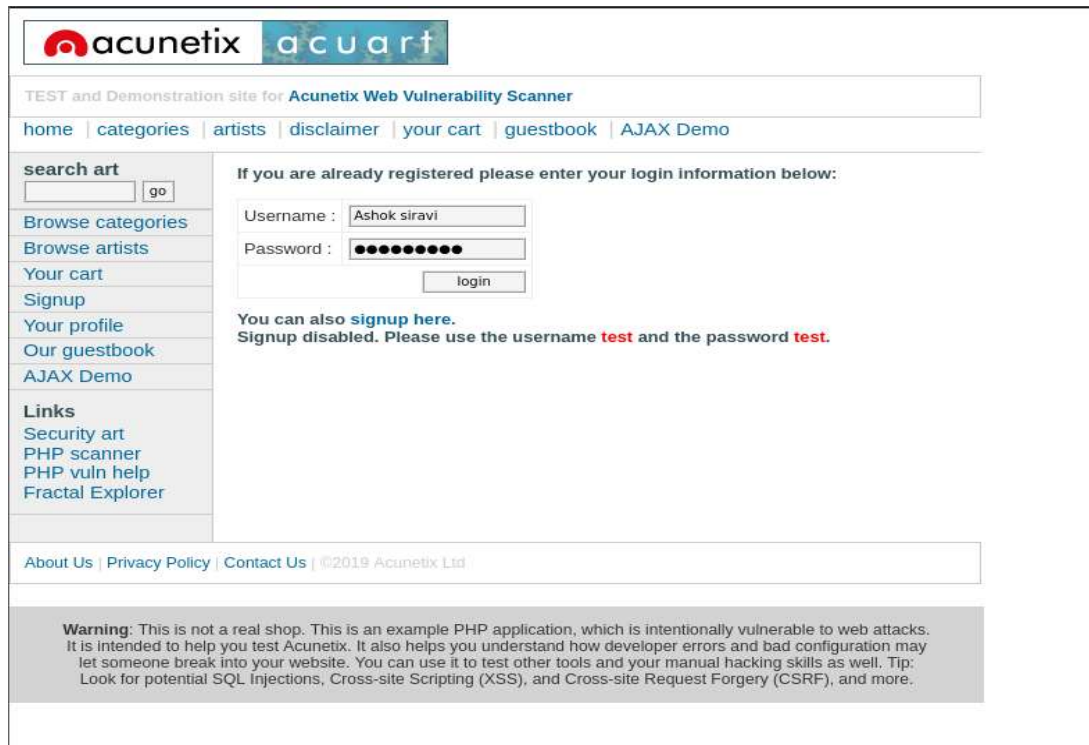 acunetix acuart
TEST and Demonstration site for Acunetix Web Vulnerability Scanner
home | categories | artists | disclaimer | your cart | guestbook | AJAX Demo
search art
go
Browse categories
Browse artists
Your cart
Signup
Your profile
Our guestbook
AJAX Demo
Links
Security art
PHP scanner
PHP vuln help
Fractal Explorer
If you are already registered please enter your login information below:
Username : Ashok siravi
Password : ●●●●●●●●●
login
You can also signup here.
Signup disabled. Please use the username test and the password test.
About Us | Privacy Policy | Contact Us | ©2019 Acunetix Ltd
Warning: This is not a real shop. This is an example PHP application, which is intentionally vulnerable to web attacks.
It is intended to help you test Acunetix. It also helps you understand how developer errors and bad configuration may
let someone break into your website. You can use it to test other tools and your manual hacking skills as well. Tip:
Look for potential SQL Injections, Cross-site Scripting (XSS), and Cross-site Request Forgery (CSRF), and more.